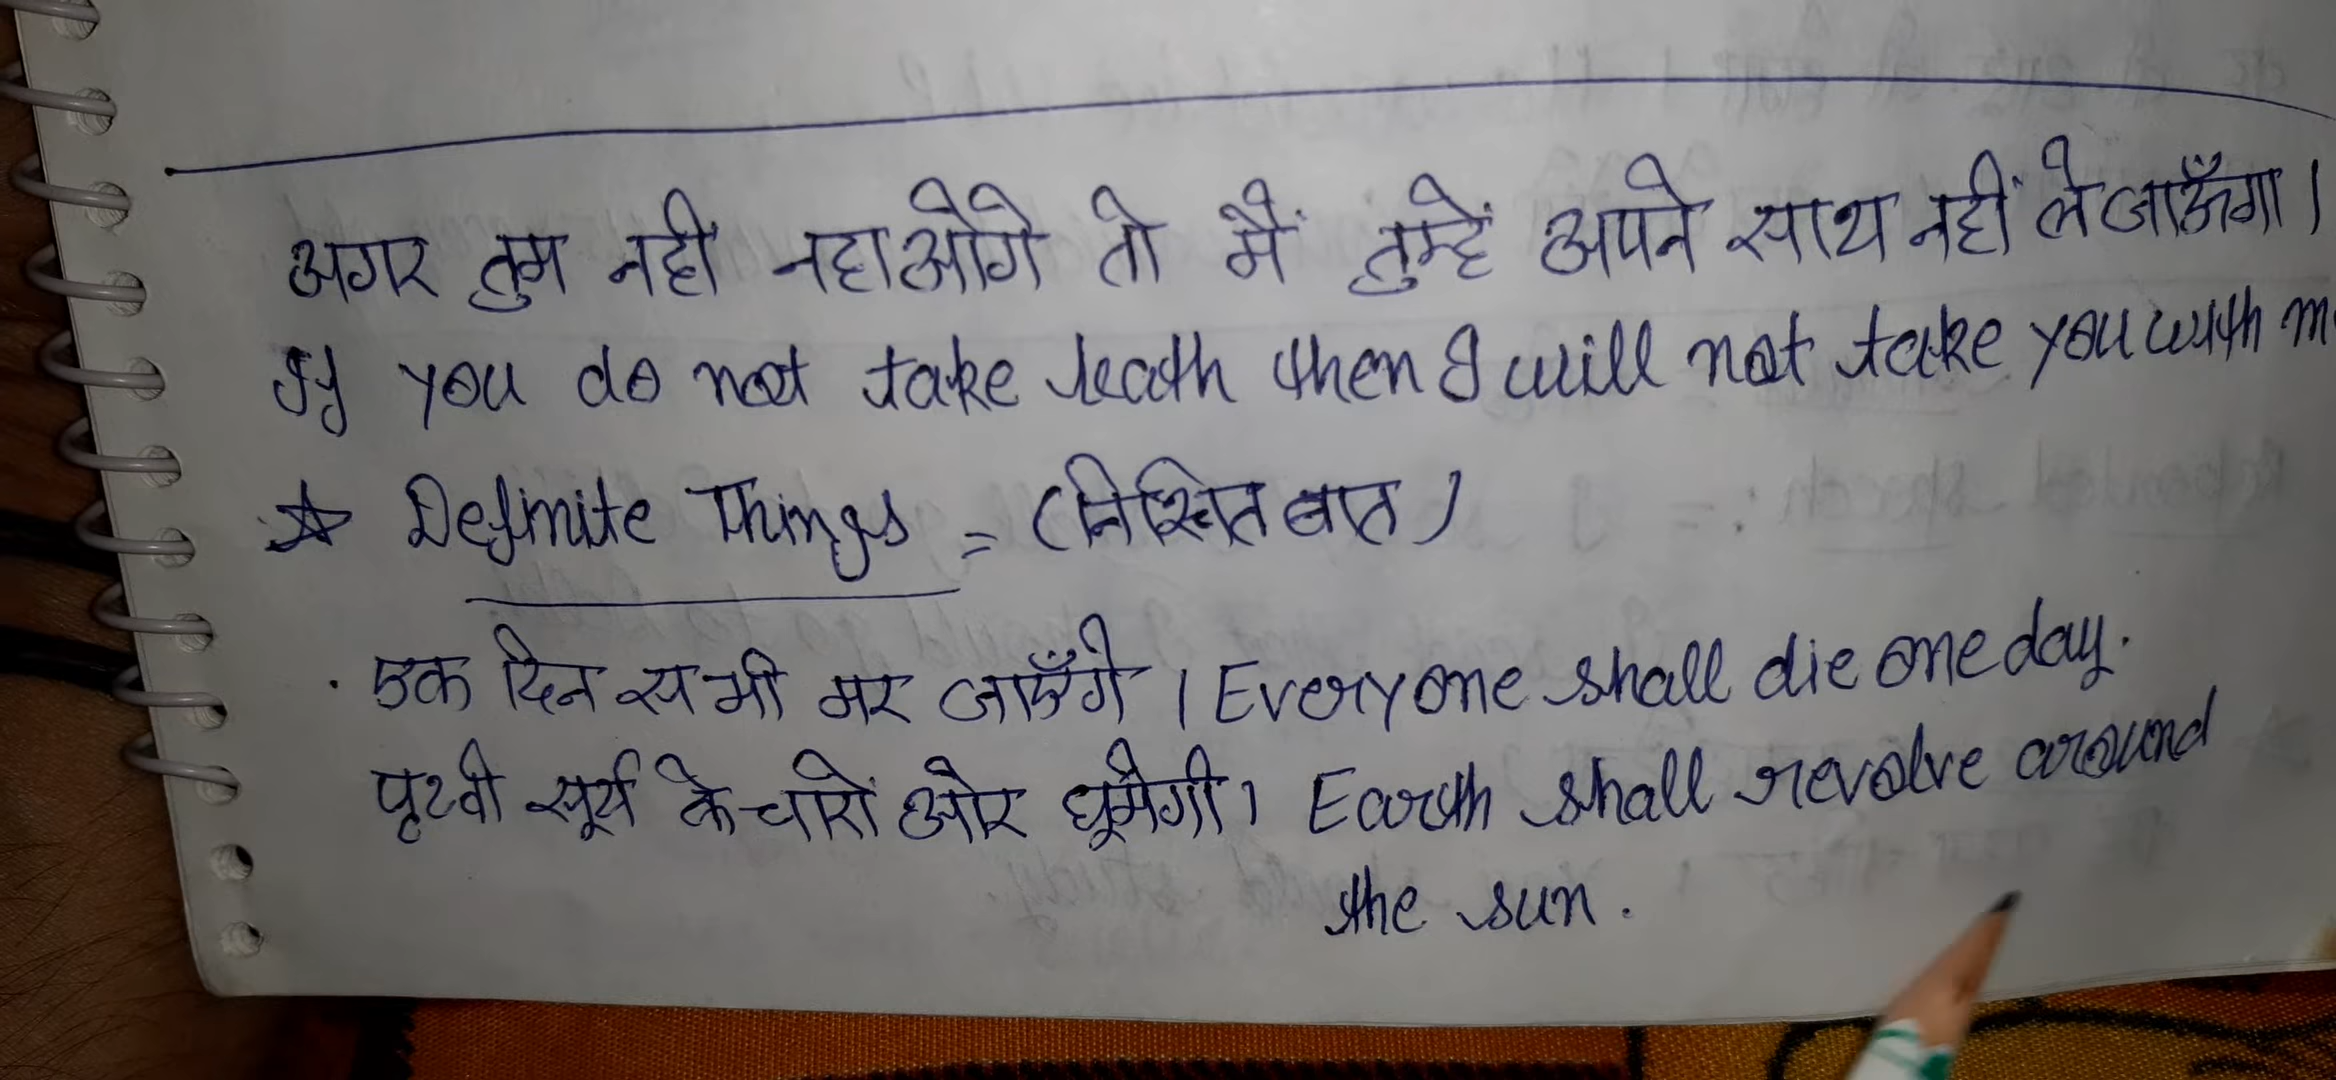 अगर तुम नहीं नहाओगे तो मैं तुम्हें अपने साथ नहीं ले जाऊँगा।
If you do not take bath then I will not take you with m
☆ Definite Things = (निश्चित बात)
. एक दिन सभी मर जाएँगे। Everyone shall die one day.
पृथ्वी सूर्य के चारों ओर घूमेगी। Earth shall revolve around
the sun.